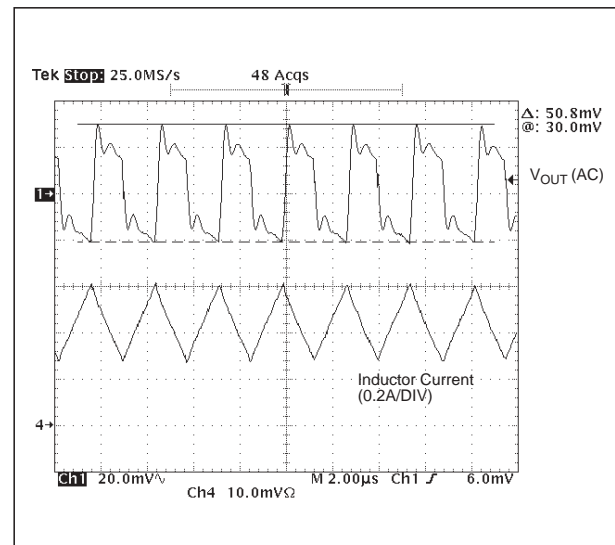 Tek Stop: 25.0MS/s 48 Acqs
Δ: 50.8mV
@: 30.0mV
1→
VOUT (AC)
Inductor Current
(0.2A/DIV)
4→
Ch1 20.0mV∿ M 2.00µs Ch1 ƒ 6.0mV
Ch4 10.0mVΩ